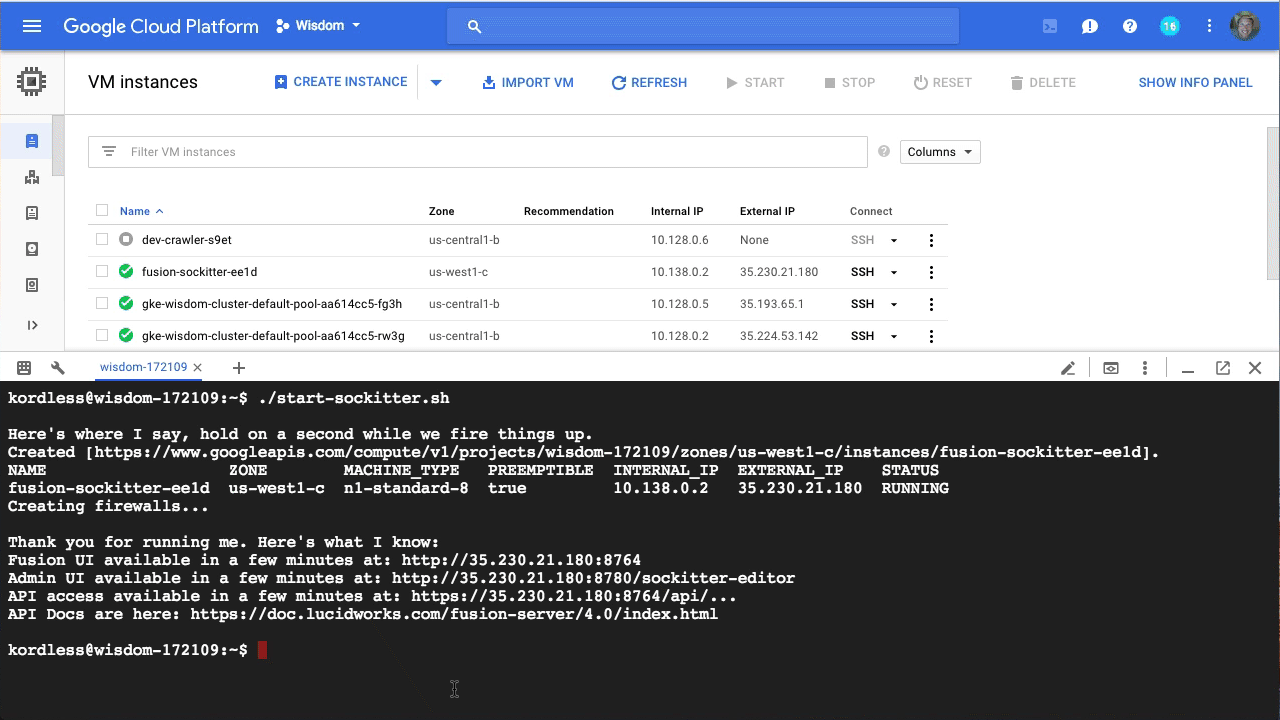 Google Cloud Platform Wisdom 16
VM instances CREATE INSTANCE IMPORT VM REFRESH START STOP RESET DELETE SHOW INFO PANEL
Filter VM instances Columns
Name Zone Recommendation Internal IP External IP Connect
dev-crawler-s9et us-central1-b 10.128.0.6 None SSH
fusion-sockitter-ee1d us-west1-c 10.138.0.2 35.230.21.180 SSH
gke-wisdom-cluster-default-pool-aa614cc5-fg3h us-central1-b 10.128.0.5 35.193.65.1 SSH
gke-wisdom-cluster-default-pool-aa614cc5-rw3g us-central1-b 10.128.0.2 35.224.53.142 SSH
wisdom-172109
kordless@wisdom-172109:~$ ./start-sockitter.sh
Here's where I say, hold on a second while we fire things up.
Created [https://www.googleapis.com/compute/v1/projects/wisdom-172109/zones/us-west1-c/instances/fusion-sockitter-ee1d].
NAME ZONE MACHINE_TYPE PREEMPTIBLE INTERNAL_IP EXTERNAL_IP STATUS
fusion-sockitter-ee1d us-west1-c n1-standard-8 true 10.138.0.2 35.230.21.180 RUNNING
Creating firewalls...
Thank you for running me. Here's what I know:
Fusion UI available in a few minutes at: http://35.230.21.180:8764
Admin UI available in a few minutes at: http://35.230.21.180:8780/sockitter-editor
API access available in a few minutes at: https://35.230.21.180:8764/api/...
API Docs are here: https://doc.lucidworks.com/fusion-server/4.0/index.html
kordless@wisdom-172109:~$